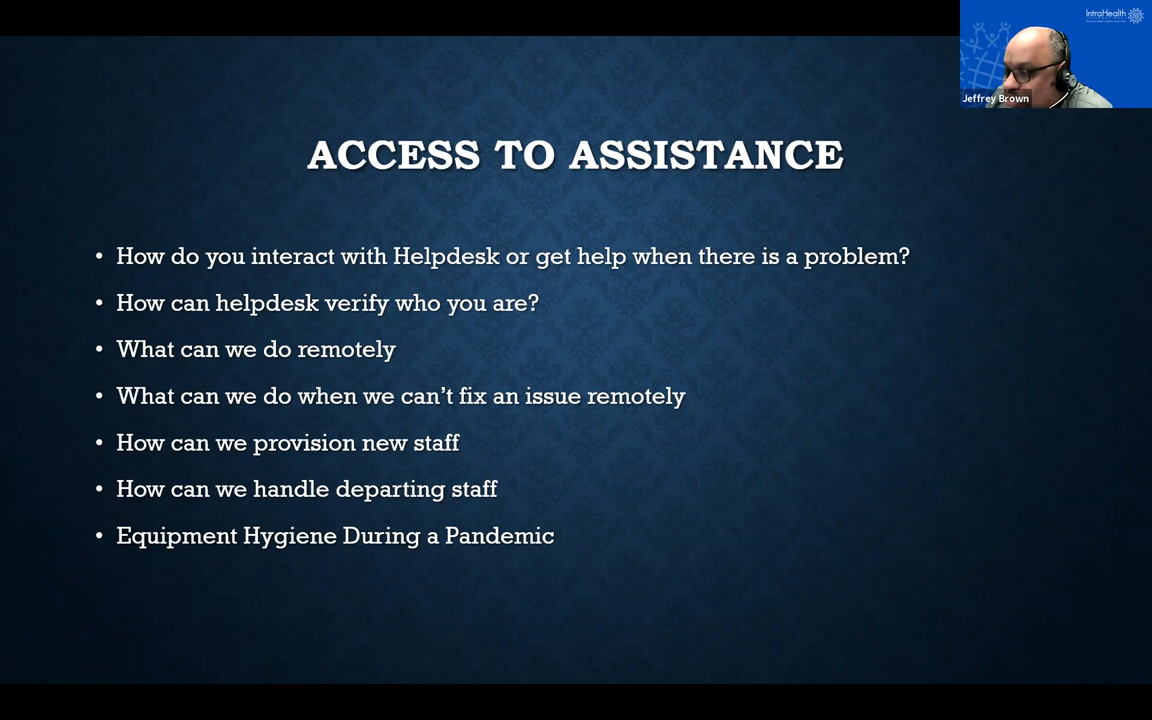 IntraHealth
Jeffrey Brown
ACCESS TO ASSISTANCE
• How do you interact with Helpdesk or get help when there is a problem?
• How can helpdesk verify who you are?
• What can we do remotely
• What can we do when we can’t fix an issue remotely
• How can we provision new staff
• How can we handle departing staff
• Equipment Hygiene During a Pandemic